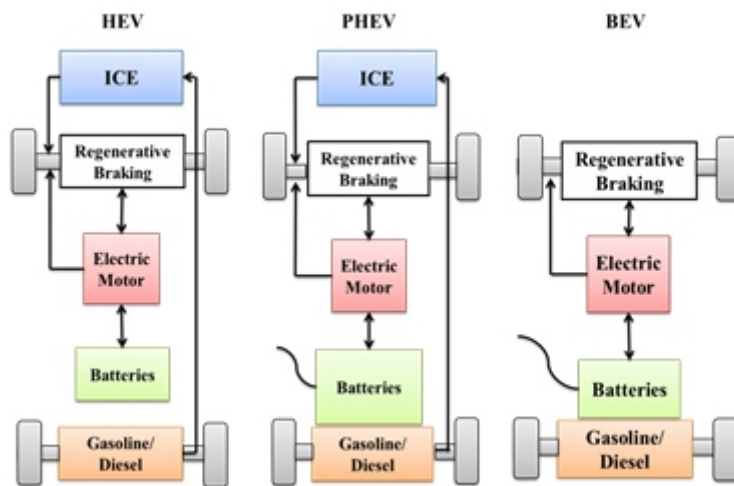 HEV
PHEV
BEV
ICE
ICE
Regenerative
Braking
Regenerative
Braking
Regenerative
Braking
Electric
Motor
Electric
Motor
Electric
Motor
Batteries
Batteries
Batteries
Gasoline/
Diesel
Gasoline/
Diesel
Gasoline/
Diesel